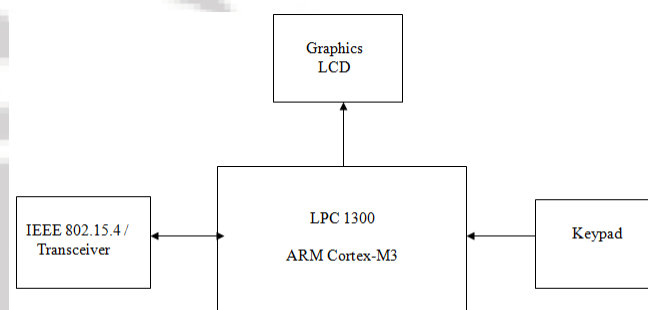 Graphics
LCD
LPC 1300
ARM Cortex-M3
IEEE 802.15.4 /
Transceiver
Keypad